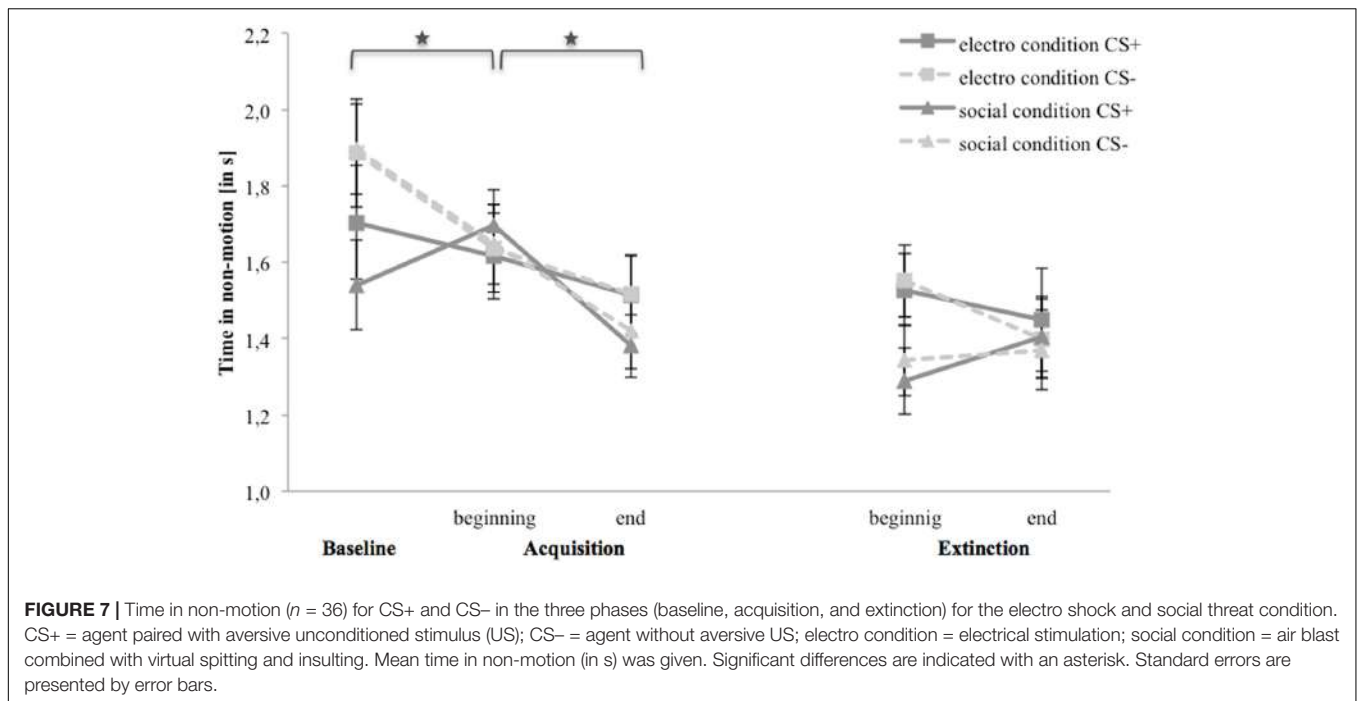 2,2
2,0
1,8
1,6
1,4
1,2
1,0
Time in non-motion [in s]
electro condition CS+
electro condition CS-
social condition CS+
social condition CS-
beginning end beginnig end
Baseline Acquisition Extinction
FIGURE 7 | Time in non-motion (n = 36) for CS+ and CS– in the three phases (baseline, acquisition, and extinction) for the electro shock and social threat condition.
CS+ = agent paired with aversive unconditioned stimulus (US); CS– = agent without aversive US; electro condition = electrical stimulation; social condition = air blast
combined with virtual spitting and insulting. Mean time in non-motion (in s) was given. Significant differences are indicated with an asterisk. Standard errors are
presented by error bars.